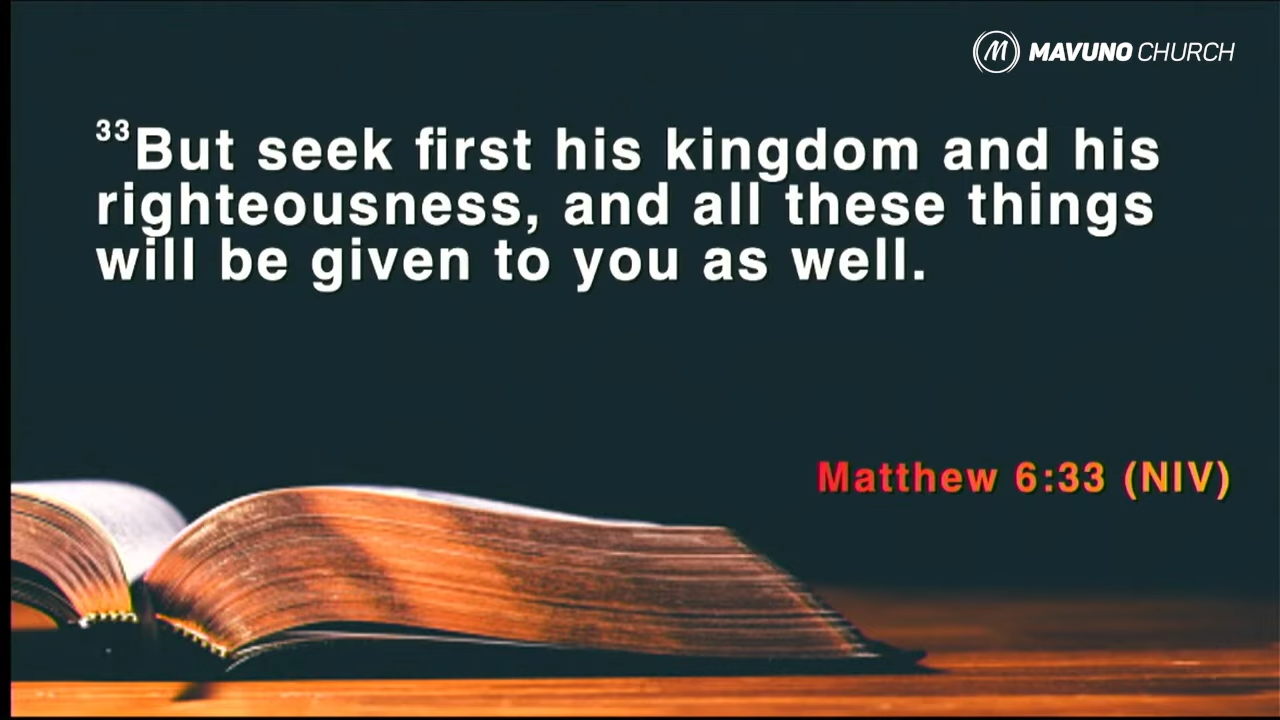 MAVUNO CHURCH
33But seek first his kingdom and his
righteousness, and all these things
will be given to you as well.
Matthew 6:33 (NIV)